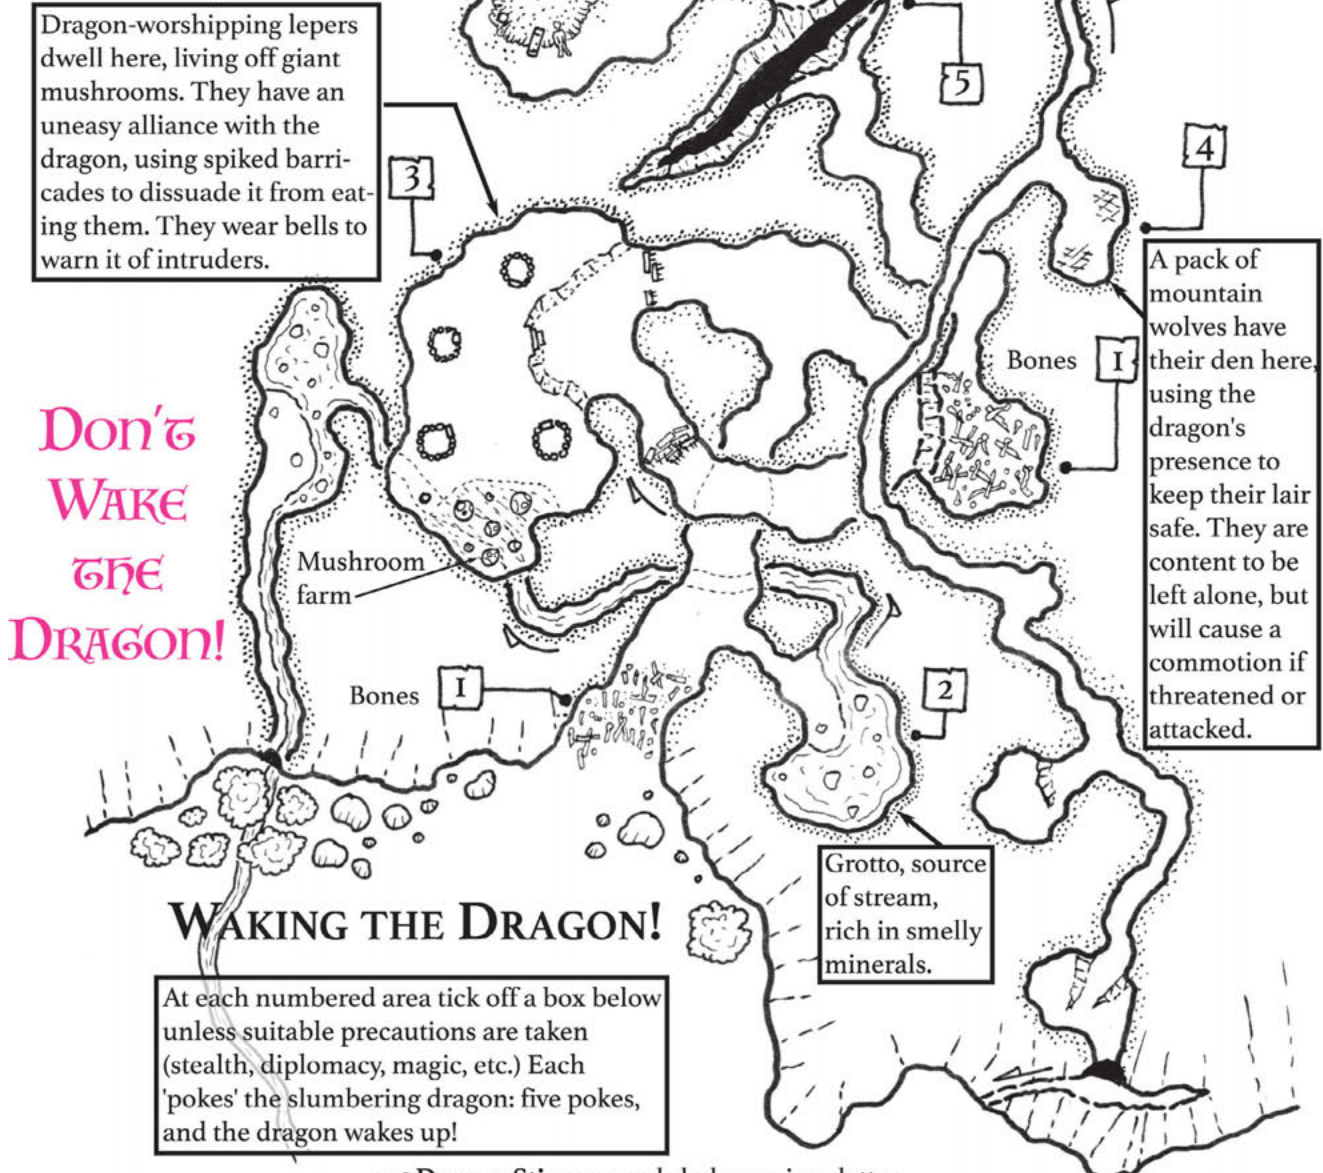 Dragon-worshipping lepers
dwell here, living off giant
mushrooms. They have an
uneasy alliance with the
dragon, using spiked barri-
cades to dissuade it from eat-
ing them. They wear bells to
warn it of intruders.
5
4
3
A pack of
mountain
wolves have
their den here,
using the
dragon's
presence to
keep their lair
safe. They are
content to be
left alone, but
will cause a
commotion if
threatened or
attacked.
Bones I
DON'T
WAKE
THE
DRAGON!
Mushroom
farm
Bones I
2
Grotto, source
of stream,
rich in smelly
minerals.
WAKING THE DRAGON!
At each numbered area tick off a box below
unless suitable precautions are taken
(stealth, diplomacy, magic, etc.) Each
'pokes' the slumbering dragon: five pokes,
and the dragon wakes up!